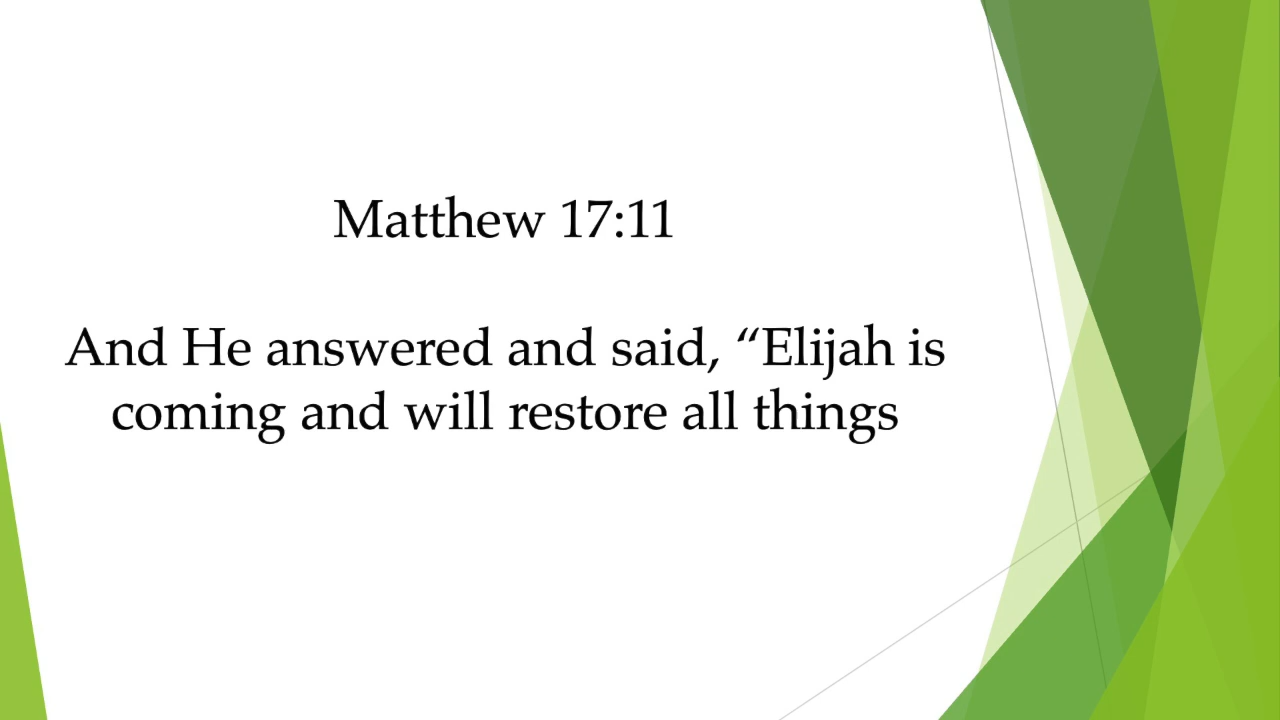 Matthew 17:11
And He answered and said, “Elijah is
coming and will restore all things